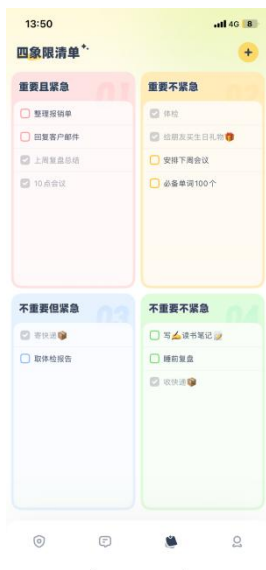 13:50
4G 8
四象限清单
重要且紧急
01
整理报销单
回复客户邮件
上周复盘总结
10点会议
重要不紧急
体检
给朋友买生日礼物🎁
安排下周会议
必备单词100个
不重要但紧急
03
寄快递📦
取体检报告
不重要不紧急
04
写✍️读书笔记📝
睡前复盘
收快递📦